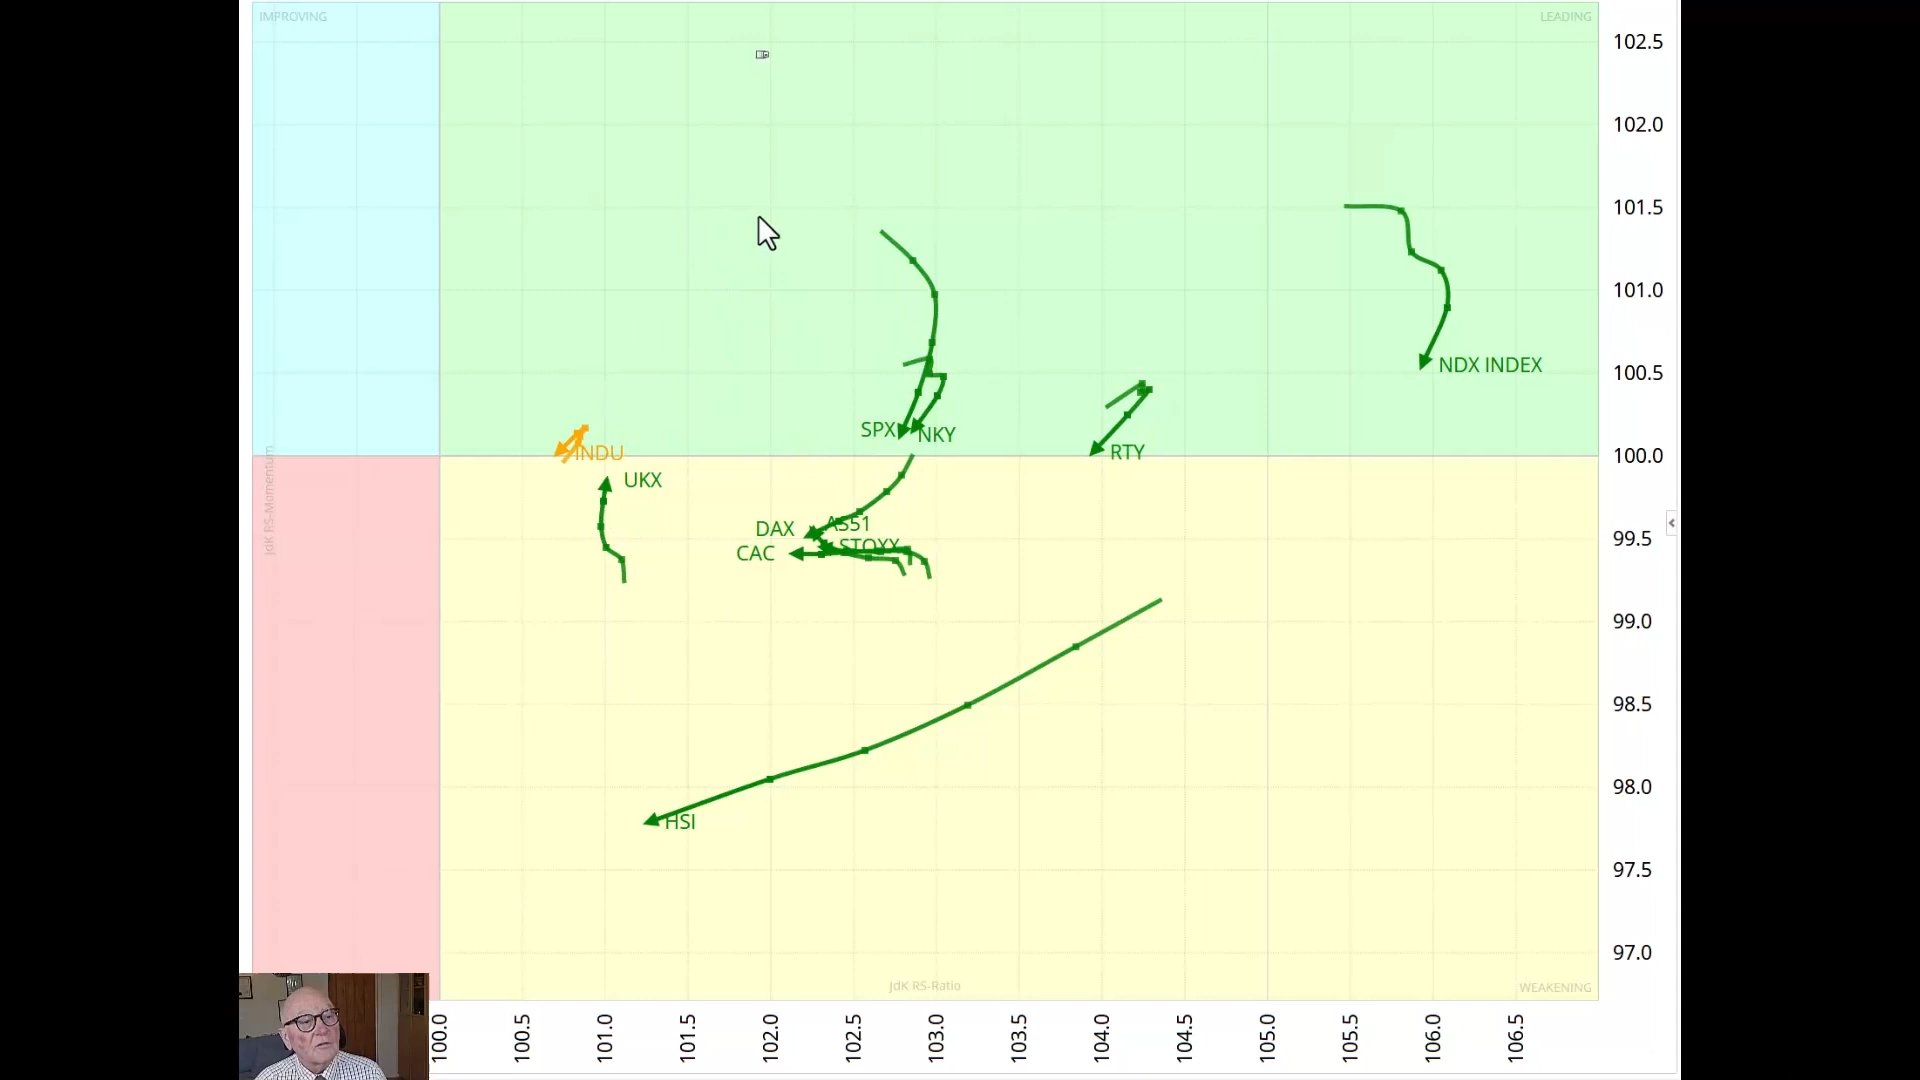 IMPROVING
LEADING
102.5
102.0
101.5
101.0
NDX INDEX
100.5
SPX
NKY
INDU
RTY
100.0
UKX
JdK RS-Momentum
DAX
AS51
99.5
CAC
STOXX
99.0
98.5
98.0
HSI
97.5
97.0
JdK RS-Ratio
WEAKENING
100.0
100.5
101.0
101.5
102.0
102.5
103.0
103.5
104.0
104.5
105.0
105.5
106.0
106.5